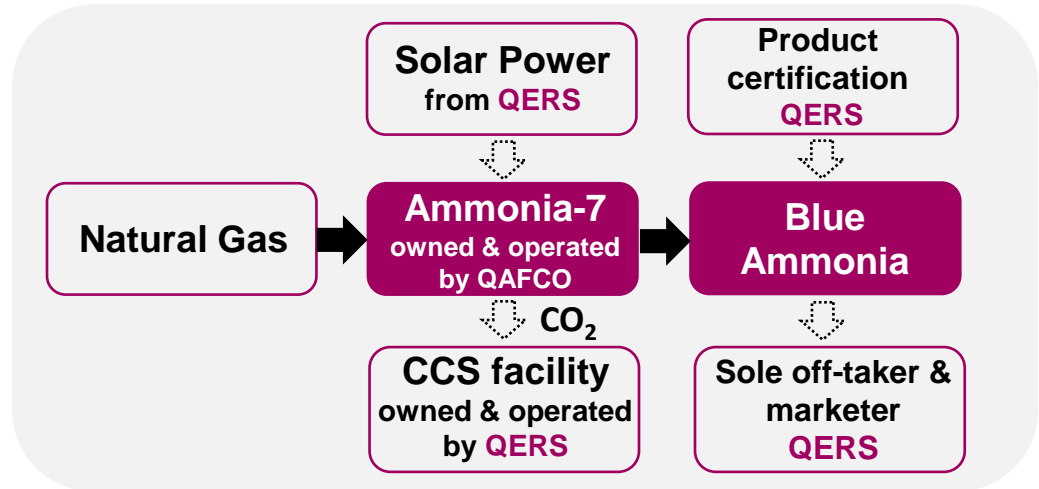 Solar Power
from QERS
Product
certification
QERS
Natural Gas
Ammonia-7
owned & operated
by QAFCO
Blue
Ammonia
CO₂
CCS facility
owned & operated
by QERS
Sole off-taker &
marketer
QERS